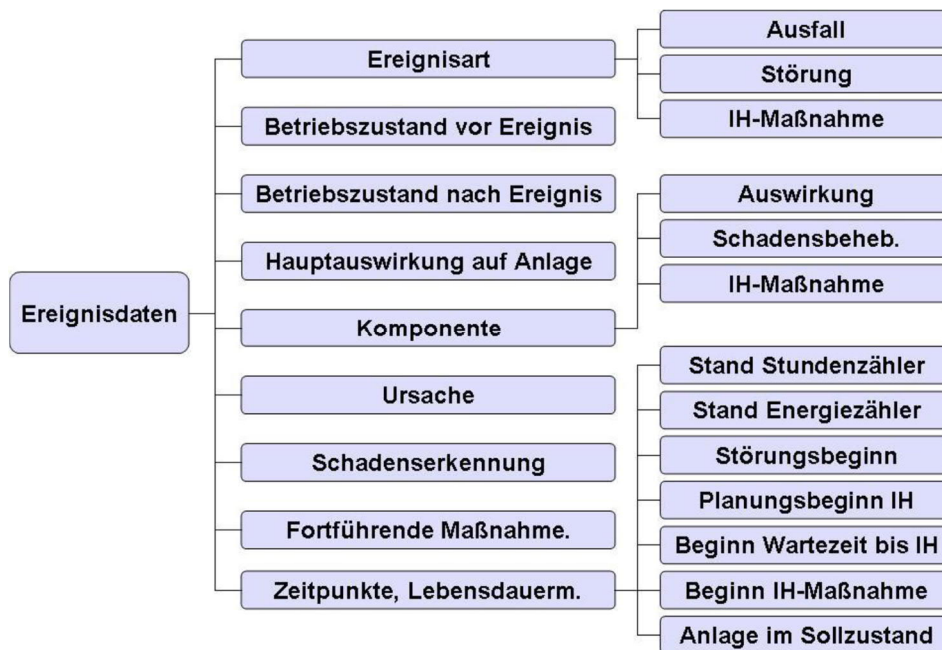 Ereignisdaten
Ereignisart
Ausfall
Störung
IH-Maßnahme
Betriebszustand vor Ereignis
Betriebszustand nach Ereignis
Hauptauswirkung auf Anlage
Komponente
Auswirkung
Schadensbeheb.
IH-Maßnahme
Ursache
Schadenserkennung
Fortführende Maßnahme.
Zeitpunkte, Lebensdauerm.
Stand Stundenzähler
Stand Energiezähler
Störungsbeginn
Planungsbeginn IH
Beginn Wartezeit bis IH
Beginn IH-Maßnahme
Anlage im Sollzustand